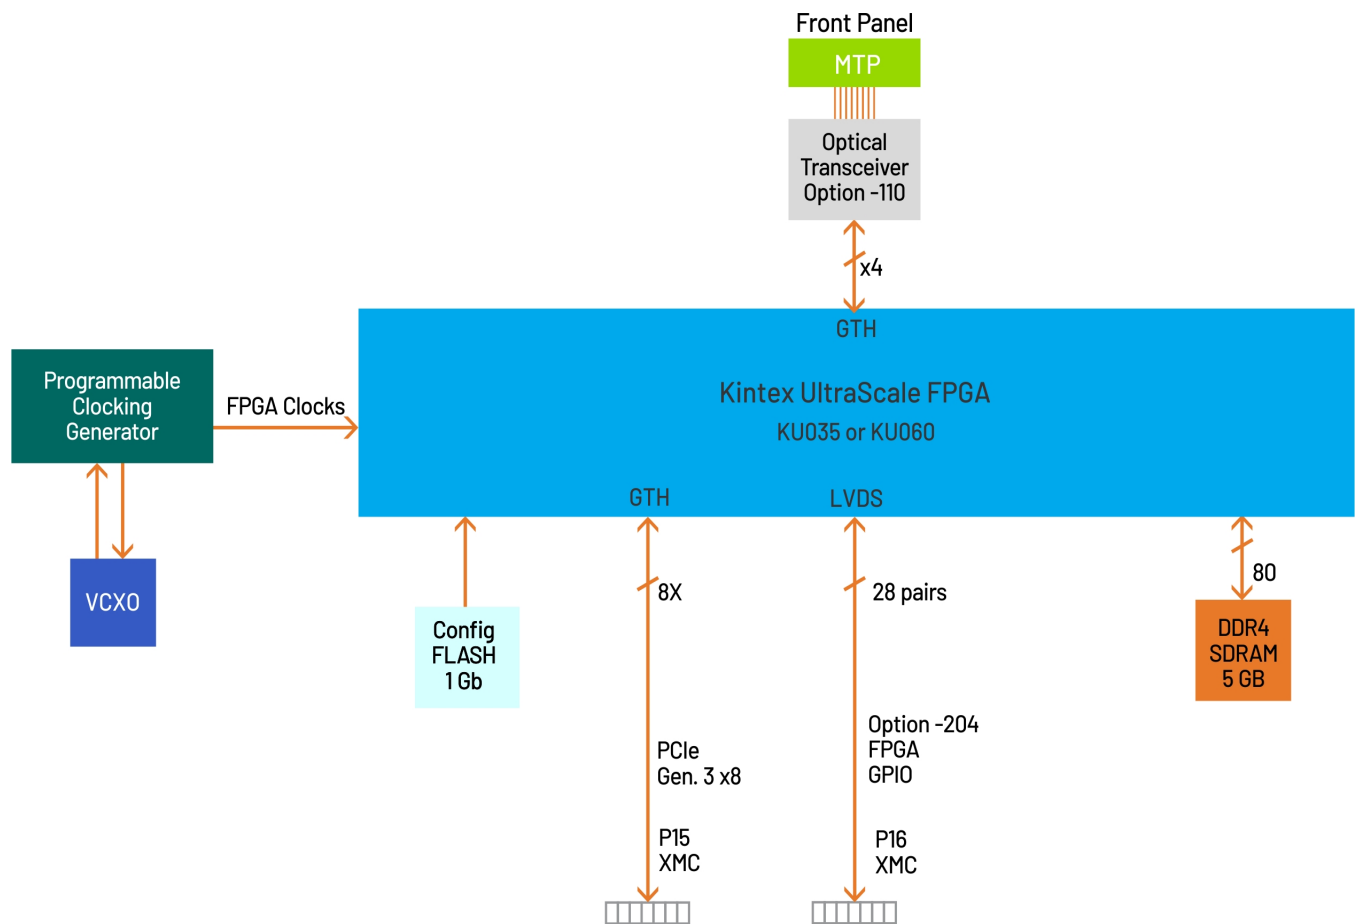 Front Panel
MTP
Optical
Transceiver
Option -110
x4
GTH
Kintex UltraScale FPGA
KU035 or KU060
GTH
LVDS
Programmable
Clocking
Generator
FPGA Clocks
VCXO
Config
FLASH
1 Gb
8X
PCIe
Gen. 3 x8
P15
XMC
28 pairs
Option -204
FPGA
GPIO
P16
XMC
80
DDR4
SDRAM
5 GB